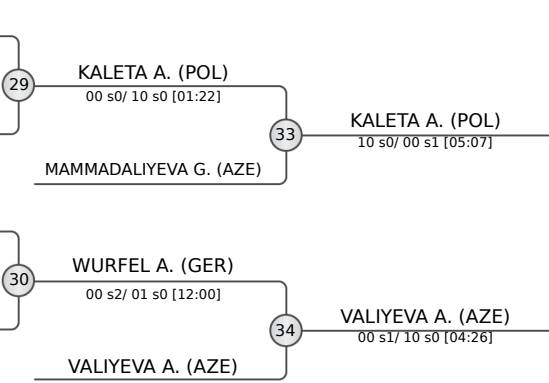 29
KALETA A. (POL)
00 s0/ 10 s0 [01:22]
33
KALETA A. (POL)
10 s0/ 00 s1 [05:07]
MAMMADALIYEVA G. (AZE)
30
WURFEL A. (GER)
00 s2/ 01 s0 [12:00]
34
VALIYEVA A. (AZE)
00 s1/ 10 s0 [04:26]
VALIYEVA A. (AZE)